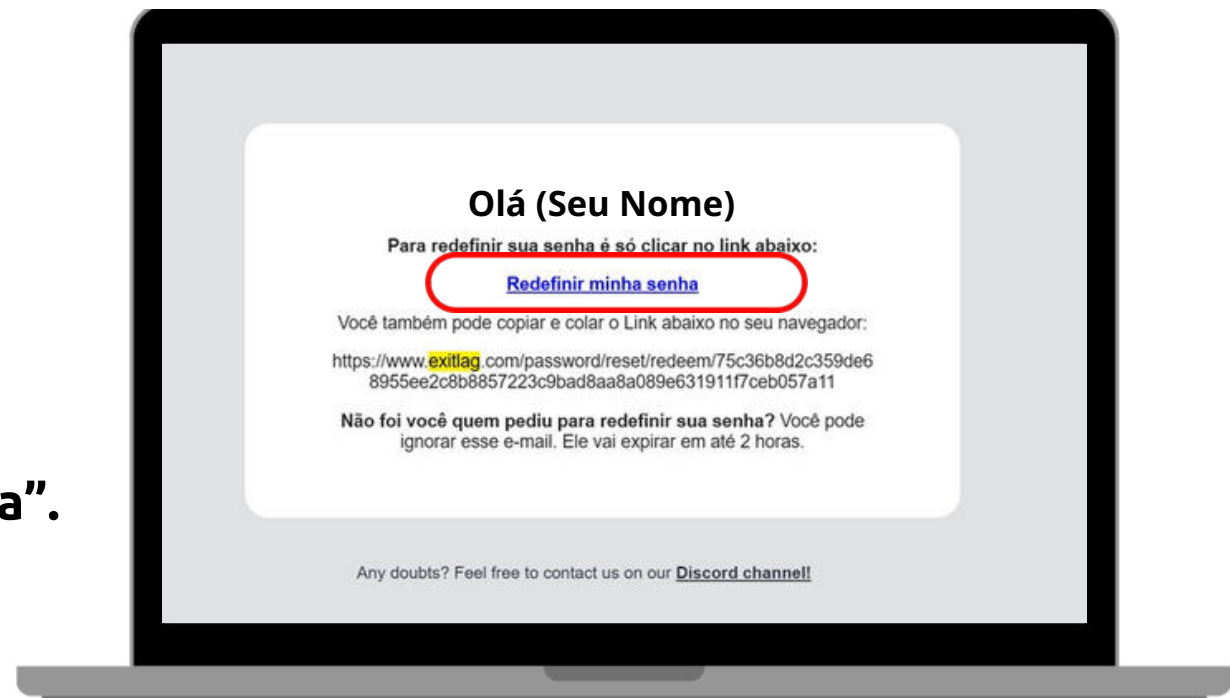 Olá (Seu Nome)
Para redefinir sua senha é só clicar no link abaixo:
Redefinir minha senha
Você também pode copiar e colar o Link abaixo no seu navegador:
https://www.exitlag.com/password/reset/redeem/75c36b8d2c359de6
8955ee2c8b8857223c9bad8aa8a089e631911f7ceb057a11
Não foi você quem pediu para redefinir sua senha? Você pode
ignorar esse e-mail. Ele vai expirar em até 2 horas.
a”.
Any doubts? Feel free to contact us on our Discord channel!